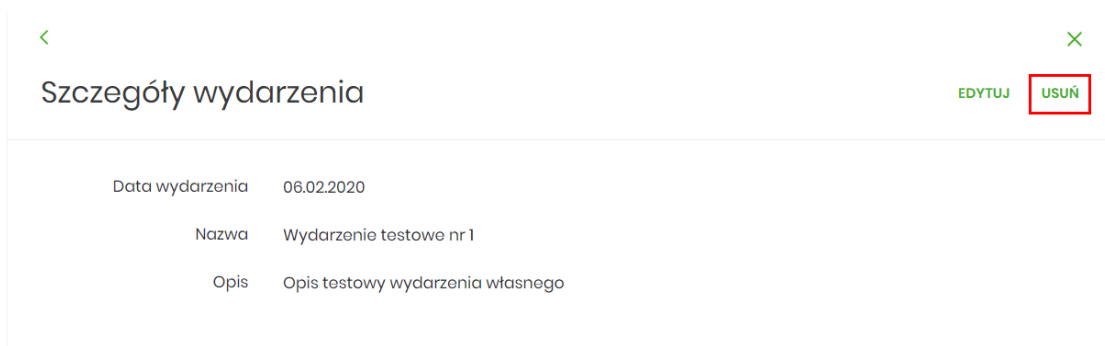 Szczegóły wydarzenia
EDYTUJ USUŃ
Data wydarzenia 06.02.2020
Nazwa Wydarzenie testowe nr 1
Opis Opis testowy wydarzenia własnego